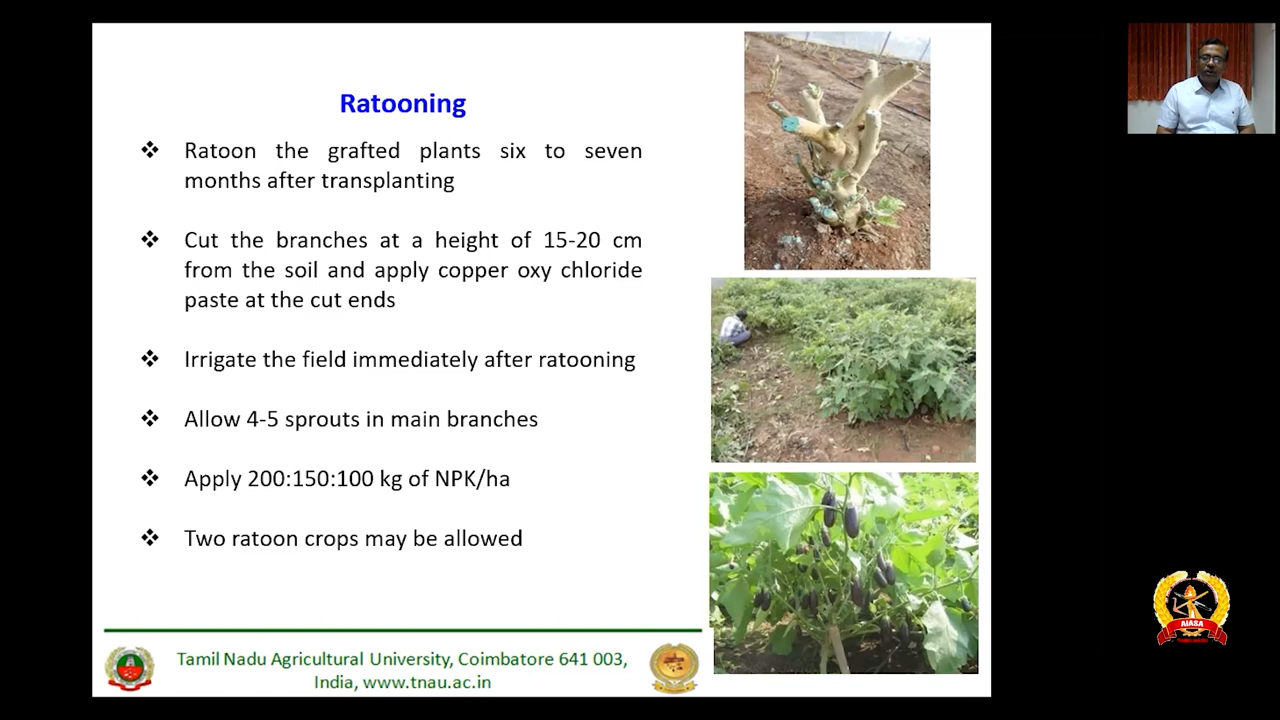 Ratooning
❖ Ratoon the grafted plants six to seven
months after transplanting
❖ Cut the branches at a height of 15-20 cm
from the soil and apply copper oxy chloride
paste at the cut ends
❖ Irrigate the field immediately after ratooning
❖ Allow 4-5 sprouts in main branches
❖ Apply 200:150:100 kg of NPK/ha
❖ Two ratoon crops may be allowed
Tamil Nadu Agricultural University, Coimbatore 641 003,
India, www.tnau.ac.in
AIASA